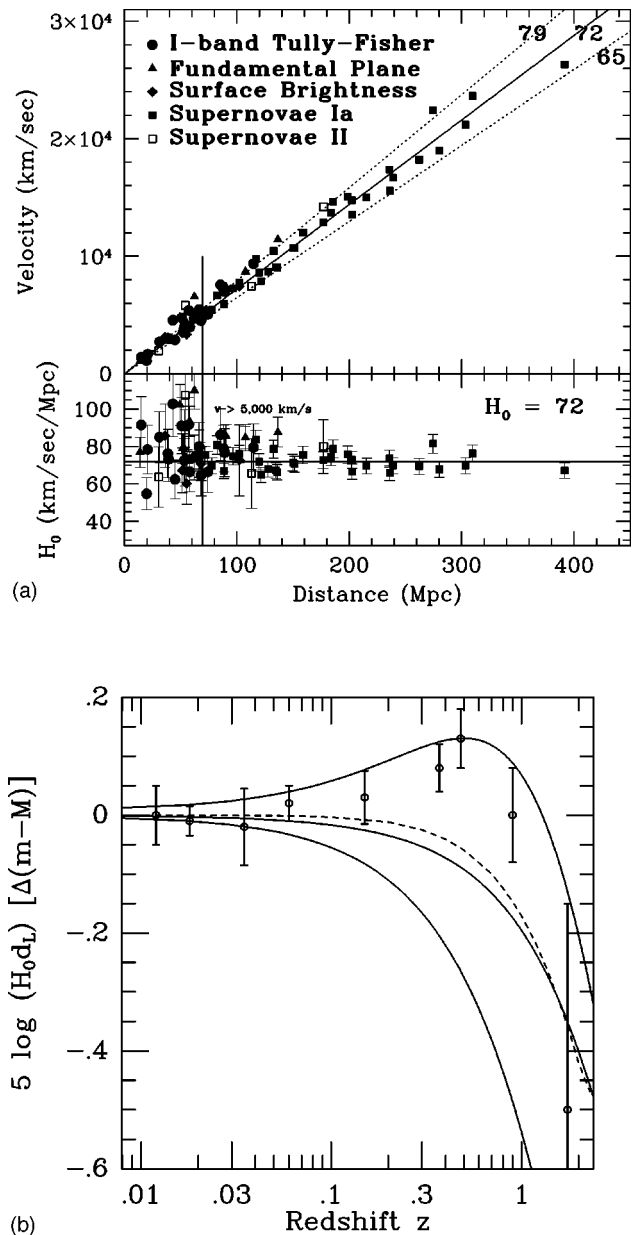 79 72
65
I-band Tully-Fisher
Fundamental Plane
Surface Brightness
Supernovae Ia
Supernovae II
3×10⁴
2×10⁴
10⁴
0
Velocity (km/sec)
v-> 5,000 km/s
H₀ = 72
100
80
60
40
H₀ (km/sec/Mpc)
0 100 200 300 400
Distance (Mpc)
(a)
.2
0
-.2
-.4
-.6
5 log (H₀d_L) [Δ(m-M)]
.01 .03 0.1 .3 1
Redshift z
(b)